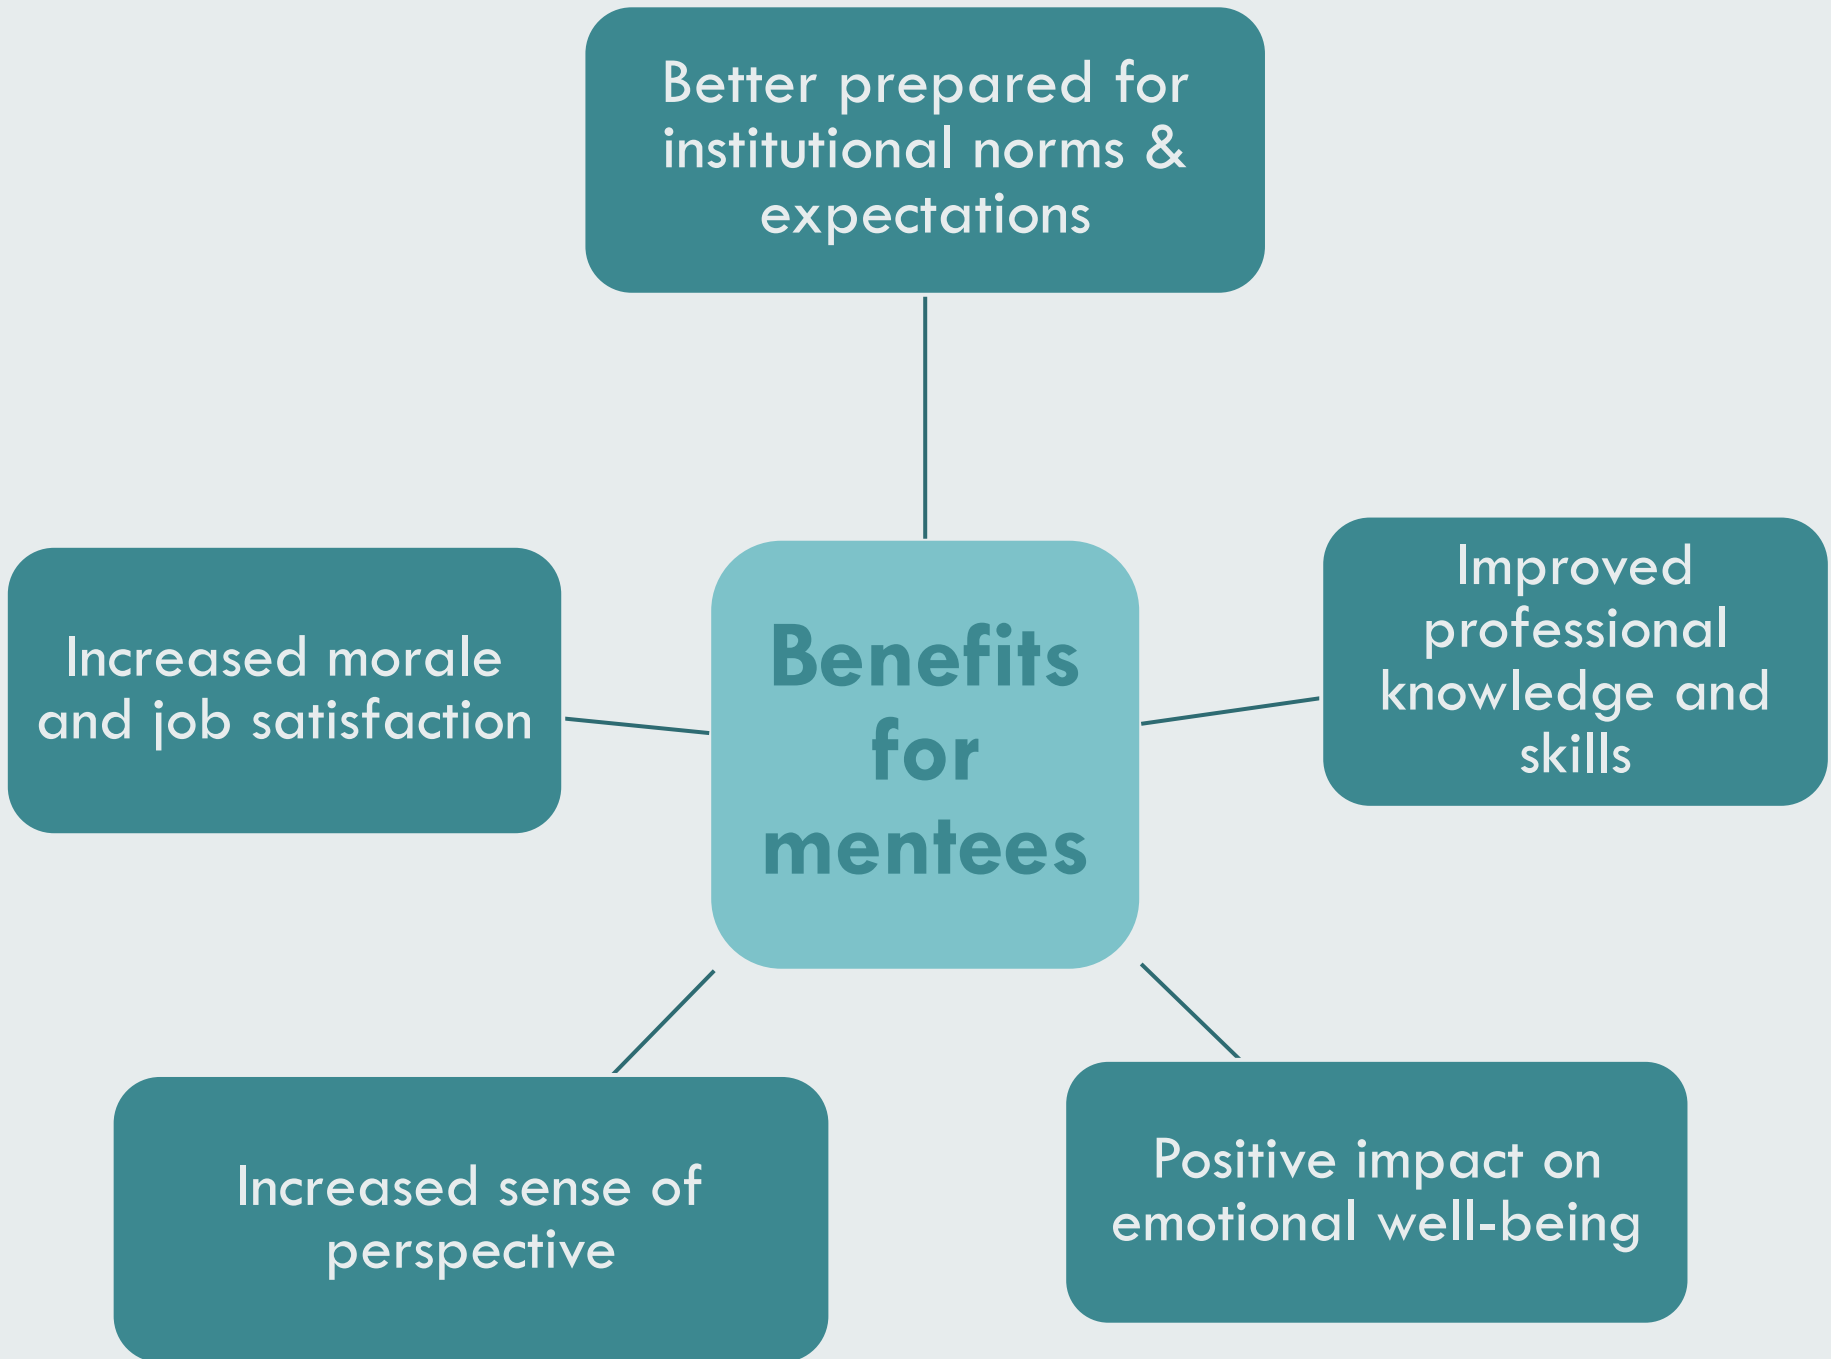 Better prepared for
institutional norms &
expectations
Increased morale
and job satisfaction
Benefits
for
mentees
Improved
professional
knowledge and
skills
Increased sense of
perspective
Positive impact on
emotional well-being